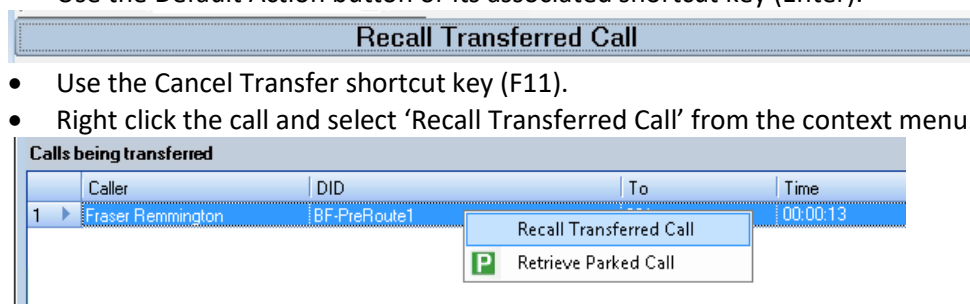 Use the Default Action button or its associated shortcut key (Enter).
Recall Transferred Call
• Use the Cancel Transfer shortcut key (F11).
• Right click the call and select ‘Recall Transferred Call’ from the context menu
Calls being transferred
Caller DID To Time
1 Fraser Remmington BF-PreRoute1 00:00:13
Recall Transferred Call
P Retrieve Parked Call